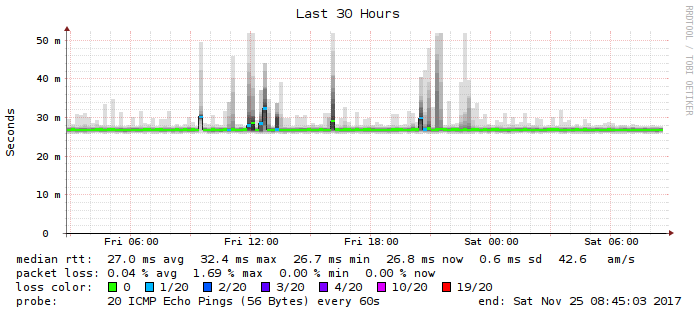 Last 30 Hours
RRDTOOL / TOBI OETIKER
Seconds
50 m
40 m
30 m
20 m
10 m
0
Fri 06:00 Fri 12:00 Fri 18:00 Sat 00:00 Sat 06:00
median rtt: 27.0 ms avg 32.4 ms max 26.7 ms min 26.8 ms now 0.6 ms sd 42.6 am/s
packet loss: 0.04 % avg 1.69 % max 0.00 % min 0.00 % now
loss color: 0 1/20 2/20 3/20 4/20 10/20 19/20
probe: 20 ICMP Echo Pings (56 Bytes) every 60s end: Sat Nov 25 08:45:03 2017